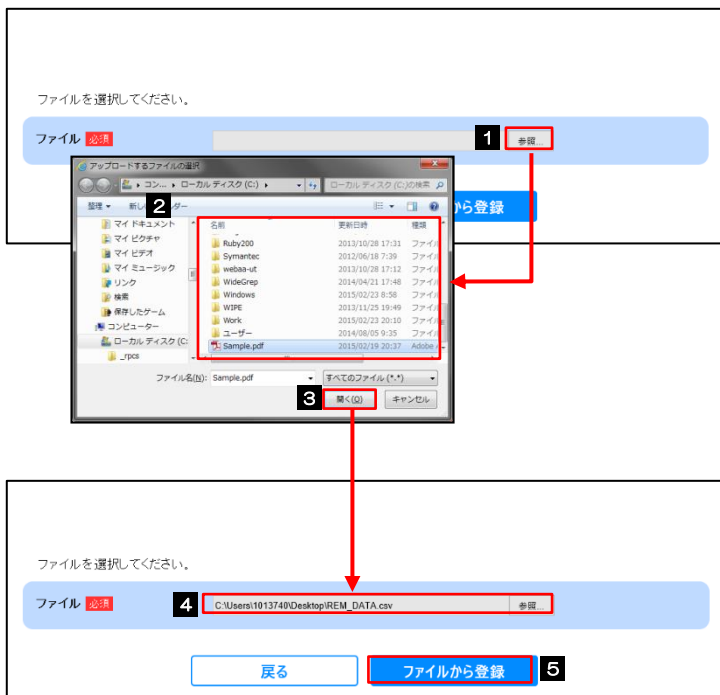 ファイルを選択してください。
ファイル 必須
1 参照...
アップロードするファイルの選択
コン... ローカル ディスク (C:) ローカル ディスク (C:)の検索
整理 新し 2 ルダー から登録
マイ ドキュメント
マイ ピクチャ
マイ ビデオ
マイ ミュージック
リンク
検索
保存したゲーム
コンピューター
ローカル ディスク (C:
_rpcs
名前 更新日時 種類
Ruby200 2013/10/28 17:31 ファイル
Symantec 2012/06/18 7:39 ファイル
webaa-ut 2013/10/28 17:12 ファイル
WideGrep 2014/04/21 17:48 ファイル
Windows 2015/02/23 8:58 ファイル
WIPE 2013/11/25 19:49 ファイル
Work 2015/02/23 20:10 ファイル
ユーザー 2014/08/05 9:35 ファイル
Sample.pdf 2015/02/19 20:37 Adobe
ファイル名(N): Sample.pdf すべてのファイル (*.*)
3 開く(O) キャンセル
ファイルを選択してください。
ファイル 必須
4 C:\Users\1013740\Desktop\REM_DATA.csv 参照...
戻る ファイルから登録 5